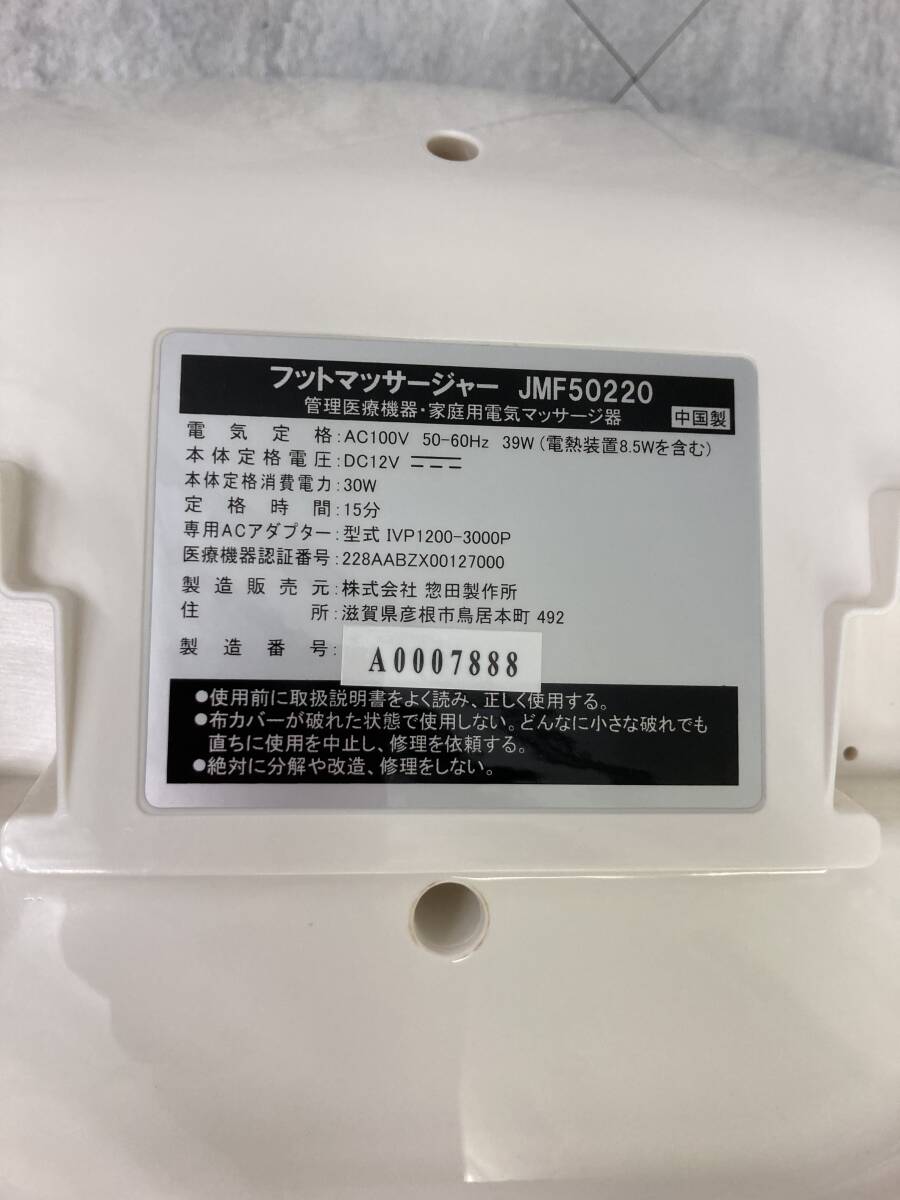 フットマッサージャー JMF50220
管理医療機器・家庭用電気マッサージ器 中国製
電気定格:AC100V 50-60Hz 39W(電熱装置8.5Wを含む)
本体定格電圧:DC12V
本体定格消費電力:30W
定格時間:15分
専用ACアダプター:型式 IVP1200-3000P
医療機器認証番号:228AABZX00127000
製造販売元:株式会社 惣田製作所
住所:滋賀県彦根市鳥居本町 492
製造番号: A0007888
●使用前に取扱説明書をよく読み、正しく使用する。
●布カバーが破れた状態で使用しない。どんなに小さな破れでも
直ちに使用を中止し、修理を依頼する。
●絶対に分解や改造、修理をしない。